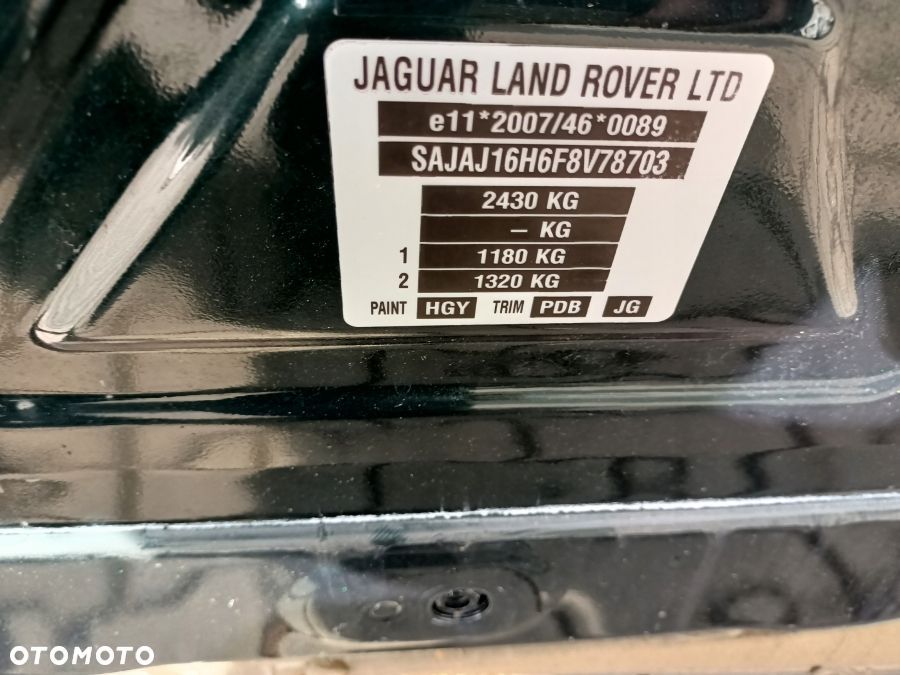 JAGUAR LAND ROVER LTD
e11*2007/46*0089
SAJAJ16H6F8V78703
2430 KG
– KG
1 1180 KG
2 1320 KG
PAINT HGY TRIM PDB JG
OTOMOTO